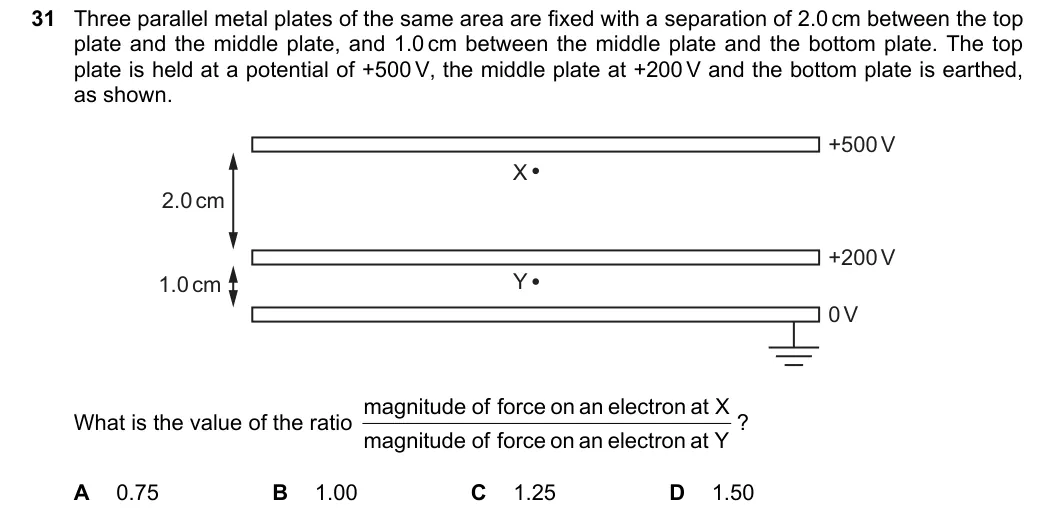 31 Three parallel metal plates of the same area are fixed with a separation of 2.0 cm between the top
plate and the middle plate, and 1.0 cm between the middle plate and the bottom plate. The top
plate is held at a potential of +500 V, the middle plate at +200 V and the bottom plate is earthed,
as shown.
+500 V
X
2.0 cm
+200 V
1.0 cm
Y
0 V
What is the value of the ratio magnitude of force on an electron at X
magnitude of force on an electron at Y ?
A 0.75 B 1.00 C 1.25 D 1.50